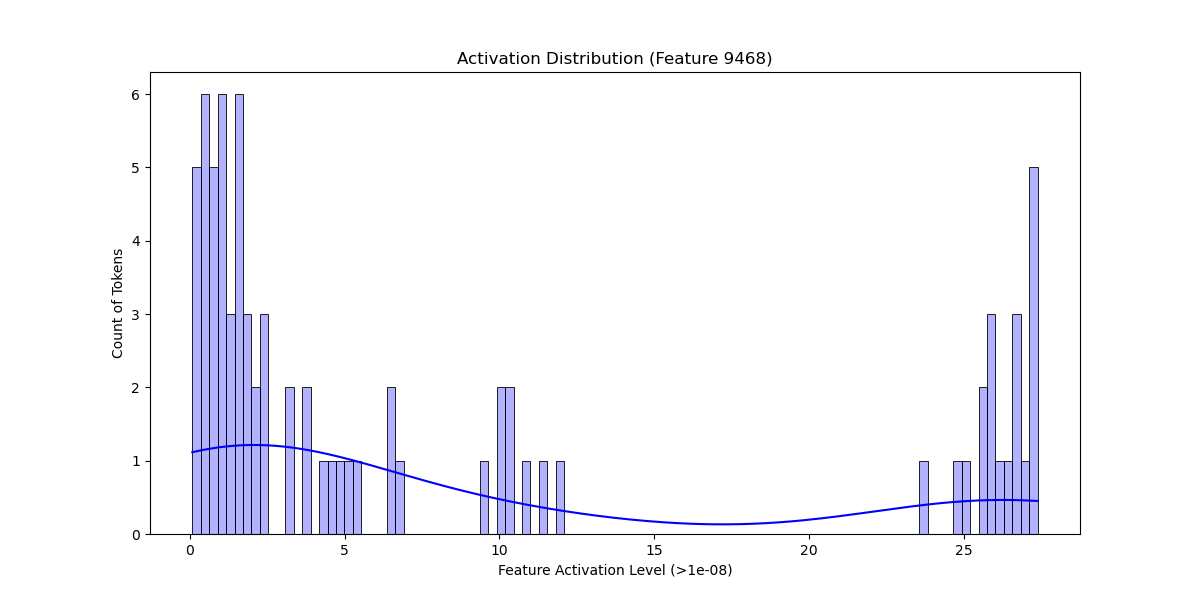 Activation Distribution (Feature 9468)
6
5
4
3
2
1
0
Count of Tokens
0 5 10 15 20 25
Feature Activation Level (>1e-08)